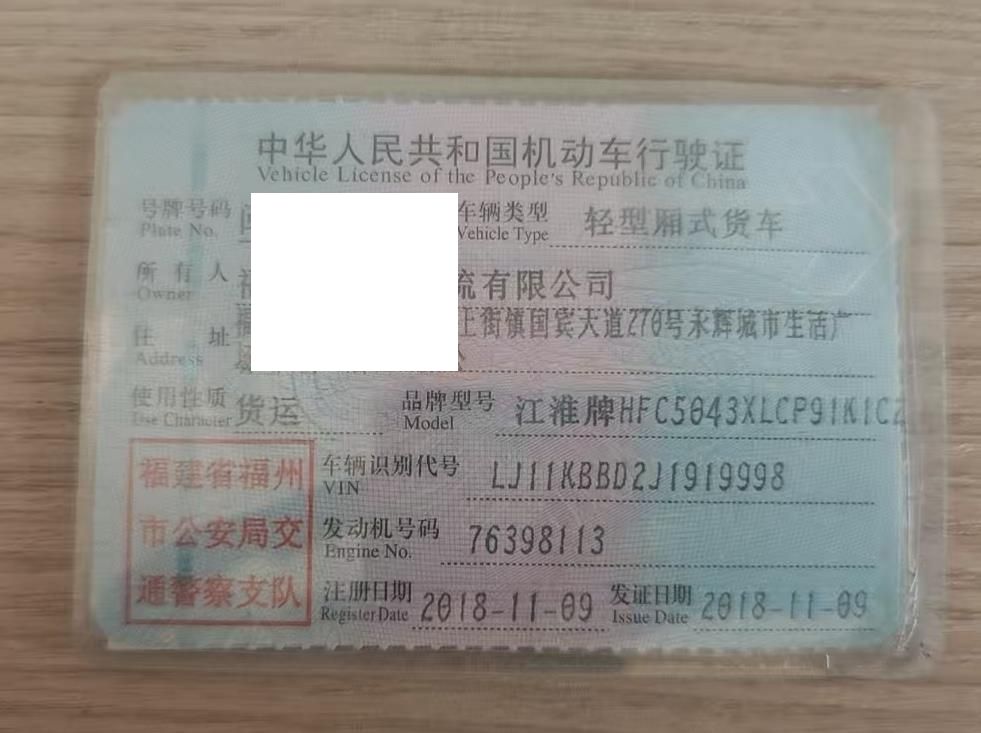 中华人民共和国机动车行驶证
Vehicle License of the People's Republic of China
号牌号码 车辆类型 轻型厢式货车
Plate No. Vehicle Type
所有人 流有限公司
Owner
住址 上街镇国宾大道270号永辉城市生活广
Address
使用性质 货运 品牌型号 江淮牌HFC5043XLCP91K1C2
Use Character Model
福建省福州 车辆识别代号 LJ11KBBD2J1919998
VIN
市公安局交 发动机号码 76398113
Engine No.
通警察支队 注册日期 2018-11-09 发证日期 2018-11-09
Register Date Issue Date